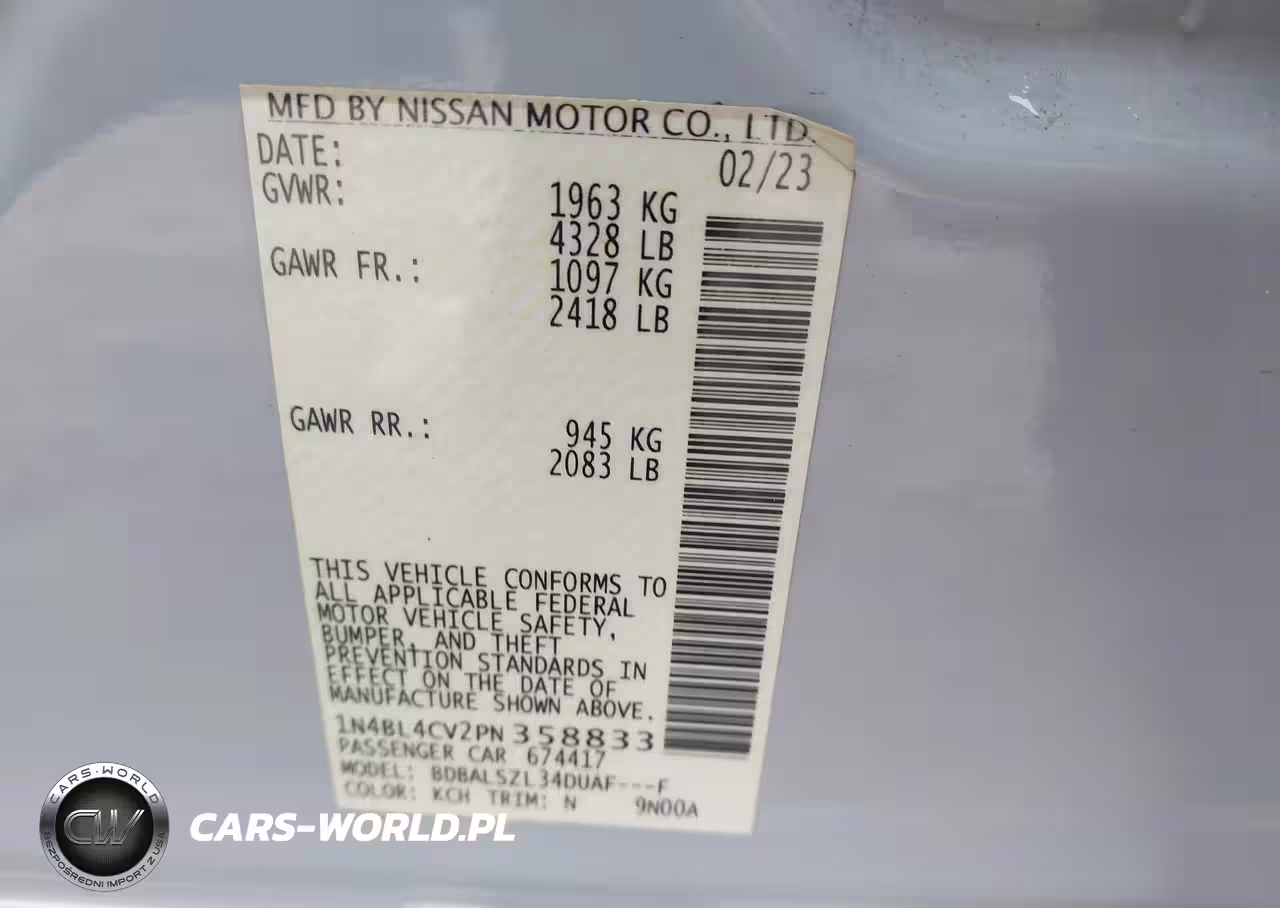 MFD BY NISSAN MOTOR CO., LTD.
DATE: 02/23
GVWR: 1963 KG
4328 LB
GAWR FR.: 1097 KG
2418 LB
GAWR RR.: 945 KG
2083 LB
THIS VEHICLE CONFORMS TO
ALL APPLICABLE FEDERAL
MOTOR VEHICLE SAFETY,
BUMPER, AND THEFT
PREVENTION STANDARDS IN
EFFECT ON THE DATE OF
MANUFACTURE SHOWN ABOVE.
1N4BL4CV2PN358833
PASSENGER CAR 674417
MODEL: BDBALSZL34DUAF---F
COLOR: KCH TRIM: N 9N00A
CARS-WORLD
CW
BEZPOŚREDNI IMPORT Z USA
CARS-WORLD.PL